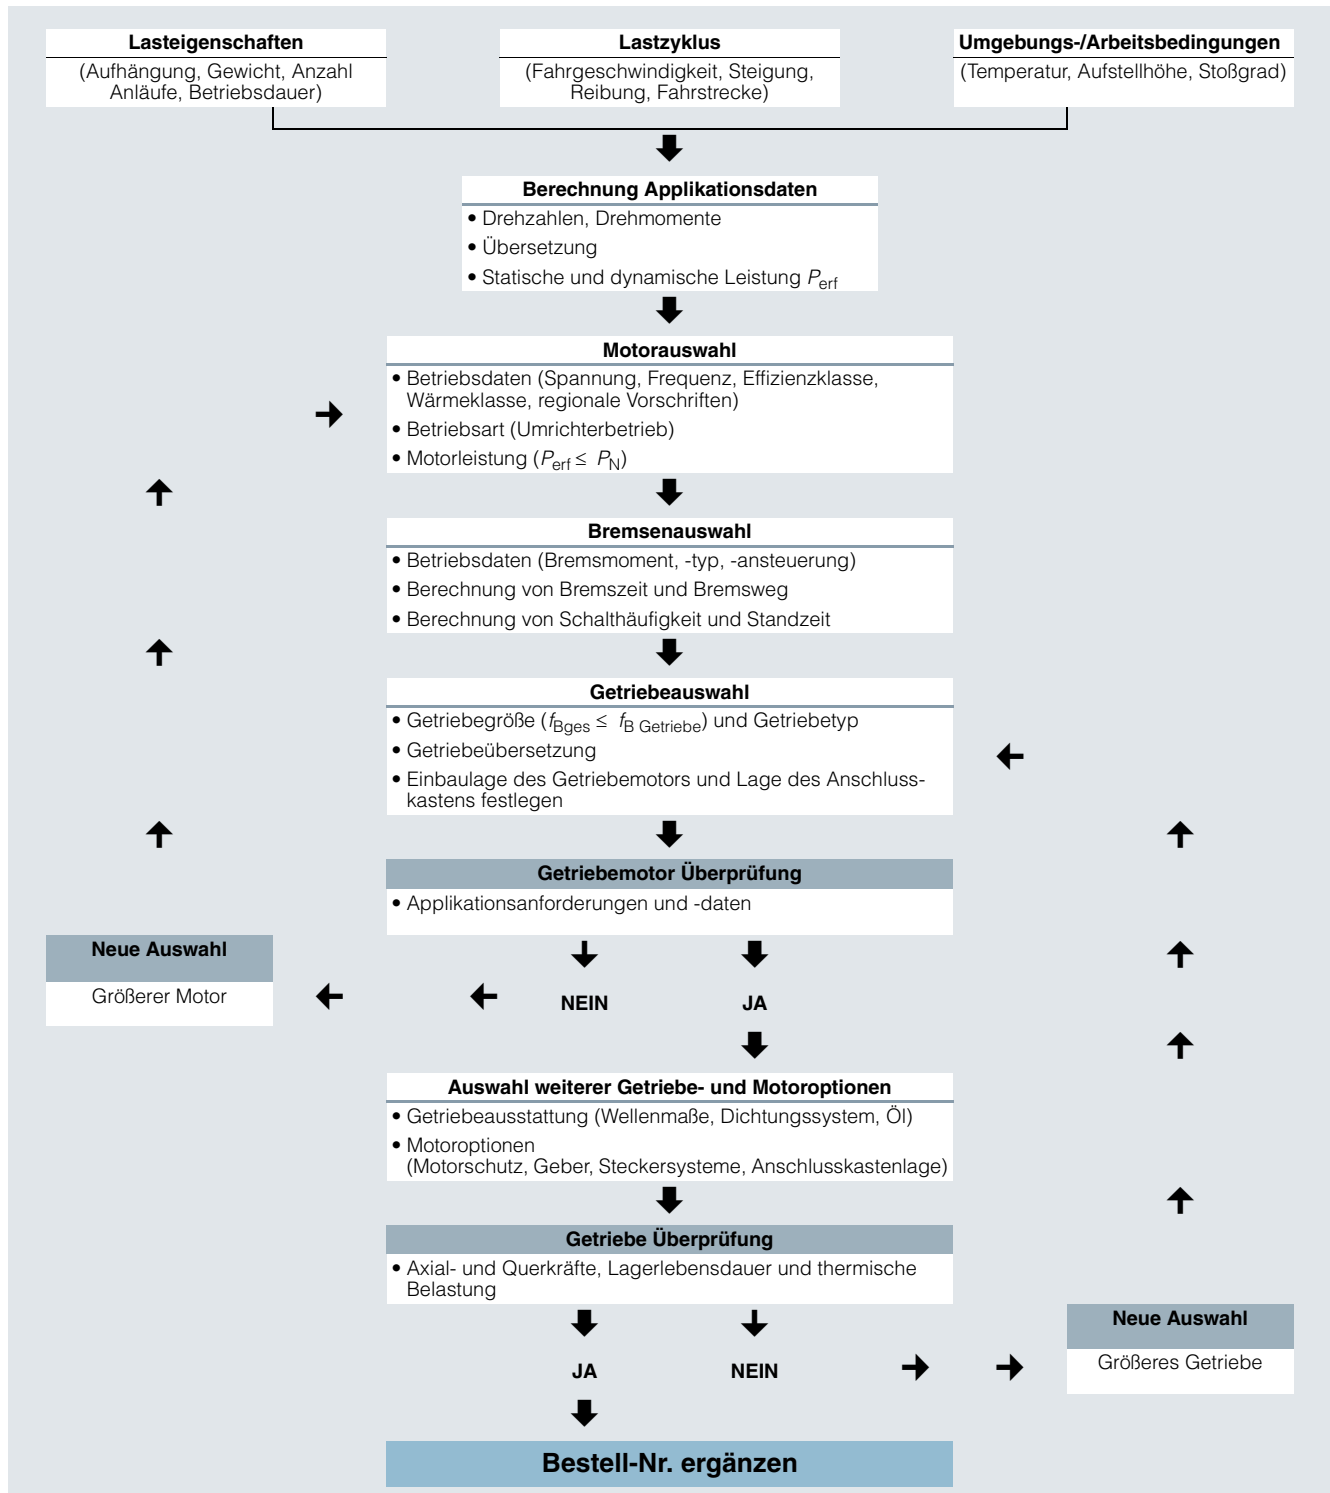 Lasteigenschaften
(Aufhängung, Gewicht, Anzahl
Anläufe, Betriebsdauer)
Lastzyklus
(Fahrgeschwindigkeit, Steigung,
Reibung, Fahrstrecke)
Umgebungs-/Arbeitsbedingungen
(Temperatur, Aufstellhöhe, Stoßgrad)
Berechnung Applikationsdaten
• Drehzahlen, Drehmomente
• Übersetzung
• Statische und dynamische Leistung Perf
Motorauswahl
• Betriebsdaten (Spannung, Frequenz, Effizienzklasse,
Wärmeklasse, regionale Vorschriften)
• Betriebsart (Umrichterbetrieb)
• Motorleistung (Perf ≤ PN)
Bremsenauswahl
• Betriebsdaten (Bremsmoment, -typ, -ansteuerung)
• Berechnung von Bremszeit und Bremsweg
• Berechnung von Schalthäufigkeit und Standzeit
Getriebeauswahl
• Getriebegröße (fBges ≤ fB Getriebe) und Getriebetyp
• Getriebeübersetzung
• Einbaulage des Getriebemotors und Lage des Anschluss-
kastens festlegen
Getriebemotor Überprüfung
• Applikationsanforderungen und -daten
Neue Auswahl
Größerer Motor
NEIN
JA
Auswahl weiterer Getriebe- und Motoroptionen
• Getriebeausstattung (Wellenmaße, Dichtungssystem, Öl)
• Motoroptionen
(Motorschutz, Geber, Steckersysteme, Anschlusskastenlage)
Getriebe Überprüfung
• Axial- und Querkräfte, Lagerlebensdauer und thermische
Belastung
JA
NEIN
Neue Auswahl
Größeres Getriebe
Bestell-Nr. ergänzen